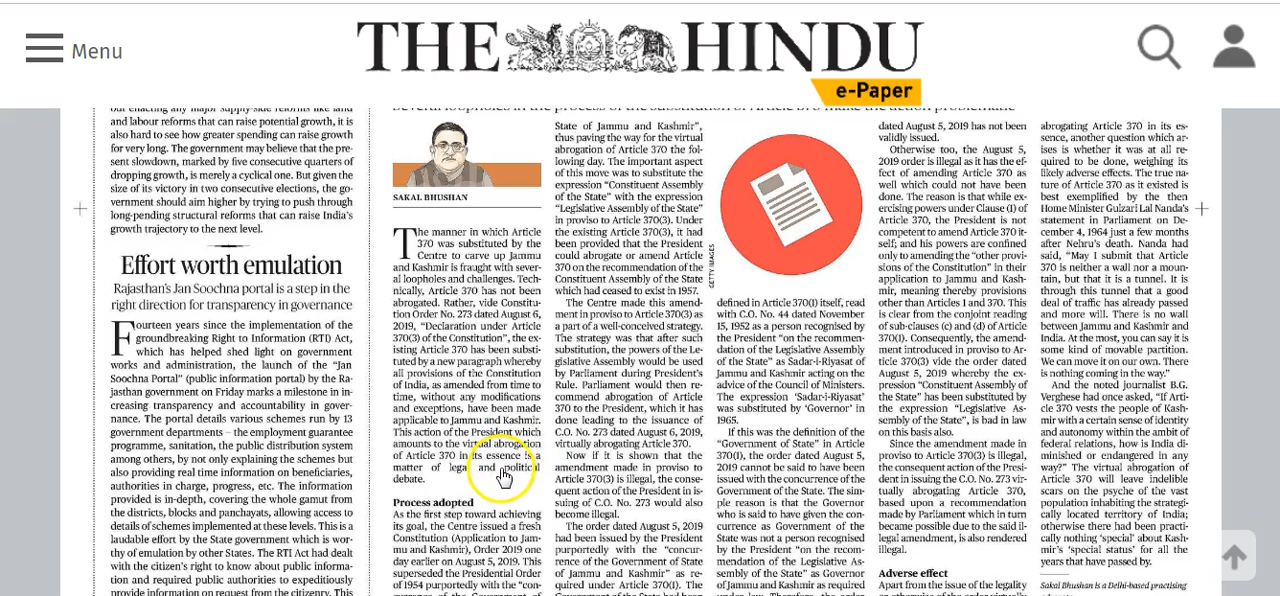 Menu
THE HINDU
e-Paper
and labour reforms that can raise potential growth, it is
also hard to see how greater spending can raise growth
for very long. The government may believe that the pre-
sent slowdown, marked by five consecutive quarters of
dropping growth, is merely a cyclical one. But given the
size of its victory in two consecutive elections, the go-
vernment should aim higher by trying to push through
long-pending structural reforms that can raise India's
growth trajectory to the next level.
Effort worth emulation
Rajasthan's Jan Soochna portal is a step in the
right direction for transparency in governance
Fourteen years since the implementation of the
groundbreaking Right to Information (RTI) Act,
which has helped shed light on government
works and administration, the launch of the "Jan
Soochna Portal" (public information portal) by the Ra-
jasthan government on Friday marks a milestone in in-
creasing transparency and accountability in gover-
nance. The portal details various schemes run by 13
government departments – the employment guarantee
programme, sanitation, the public distribution system
among others, by not only explaining the schemes but
also providing real time information on beneficiaries,
authorities in charge, progress, etc. The information
provided is in-depth, covering the whole gamut from
the districts, blocks and panchayats, allowing access to
details of schemes implemented at these levels. This is a
laudable effort by the State government which is wor-
thy of emulation by other States. The RTI Act had dealt
with the citizen's right to know about public informa-
tion and required public authorities to expeditiously
provide information on request from the citizenry. This
SAKAL BHUSHAN
The manner in which Article
370 was substituted by the
Centre to carve up Jammu
and Kashmir is fraught with sever-
al loopholes and challenges. Tech-
nically, Article 370 has not been
abrogated. Rather, vide Constitu-
tion Order No. 273 dated August 6,
2019, "Declaration under Article
370(3) of the Constitution", the ex-
isting Article 370 has been substi-
tuted by a new paragraph whereby
all provisions of the Constitution
of India, as amended from time to
time, without any modifications
and exceptions, have been made
applicable to Jammu and Kashmir.
This action of the President which
amounts to the virtual abrogation
of Article 370 in its essence is a
matter of legal and political
debate.
Process adopted
As the first step toward achieving
its goal, the Centre issued a fresh
Constitution (Application to Jam-
mu and Kashmir), Order 2019 one
day earlier on August 5, 2019. This
superseded the Presidential Order
of 1954 purportedly with the "con-
currence of the Government of
State of Jammu and Kashmir",
thus paving the way for the virtual
abrogation of Article 370 the fol-
lowing day. The important aspect
of this move was to substitute the
expression "Constituent Assembly
of the State" with the expression
"Legislative Assembly of the State"
in proviso to Article 370(3). Under
the existing Article 370(3), it had
been provided that the President
could abrogate or amend Article
370 on the recommendation of the
Constituent Assembly of the State
which had ceased to exist in 1957.
The Centre made this amend-
ment in proviso to Article 370(3) as
a part of a well-conceived strategy.
The strategy was that after such
substitution, the powers of the Le-
gislative Assembly would be used
by Parliament during President's
Rule. Parliament would then re-
commend abrogation of Article
370 to the President, which it has
done leading to the issuance of
C.O. No. 273 dated August 6, 2019,
virtually abrogating Article 370.
Now if it is shown that the
amendment made in proviso to
Article 370(3) is illegal, the conse-
quent action of the President in is-
suing of C.O. No. 273 would also
become illegal.
The order dated August 5, 2019
had been issued by the President
purportedly with the "concur-
rence of the Government of State
of Jammu and Kashmir" as re-
quired under Article 370(1). The
Government of the State had been
GETTY IMAGES
defined in Article 370(1) itself, read
with C.O. No. 44 dated November
15, 1952 as a person recognised by
the President "on the recommen-
dation of the Legislative Assembly
of the State" as Sadar-i-Riyasat of
Jammu and Kashmir acting on the
advice of the Council of Ministers.
The expression 'Sadar-i-Riyasat'
was substituted by 'Governor' in
1965.
If this was the definition of the
"Government of State" in Article
370(1), the order dated August 5,
2019 cannot be said to have been
issued with the concurrence of the
Government of the State. The sim-
ple reason is that the Governor
who is said to have given the con-
currence as Government of the
State was not a person recognised
by the President "on the recom-
mendation of the Legislative As-
sembly of the State" as Governor
of Jammu and Kashmir as required
under law. Therefore, the order
dated August 5, 2019 has not been
validly issued.
Otherwise too, the August 5,
2019 order is illegal as it has the ef-
fect of amending Article 370 as
well which could not have been
done. The reason is that while ex-
ercising powers under Clause (1) of
Article 370, the President is not
competent to amend Article 370 it-
self; and his powers are confined
only to amending the "other provi-
sions of the Constitution" in their
application to Jammu and Kash-
mir, meaning thereby provisions
other than Articles 1 and 370. This
is clear from the conjoint reading
of sub-clauses (c) and (d) of Article
370(1). Consequently, the amend-
ment introduced in proviso to Ar-
ticle 370(3) vide the order dated
August 5, 2019 whereby the ex-
pression "Constituent Assembly of
the State" has been substituted by
the expression "Legislative As-
sembly of the State", is bad in law
on this basis also.
Since the amendment made in
proviso to Article 370(3) is illegal,
the consequent action of the Presi-
dent in issuing the C.O. No. 273 vir-
tually abrogating Article 370,
based upon a recommendation
made by Parliament which in turn
became possible due to the said il-
legal amendment, is also rendered
illegal.
Adverse effect
Apart from the issue of the legality
or otherwise of the order virtually
abrogating Article 370 in its es-
sence, another question which ar-
ises is whether it was at all re-
quired to be done, weighing its
likely adverse effects. The true na-
ture of Article 370 as it existed is
best exemplified by the then
Home Minister Gulzari Lal Nanda's
statement in Parliament on De-
cember 4, 1964 just a few months
after Nehru's death. Nanda had
said, "May I submit that Article
370 is neither a wall nor a moun-
tain, but that it is a tunnel. It is
through this tunnel that a good
deal of traffic has already passed
and more will. There is no wall
between Jammu and Kashmir and
India. At the most, you can say it is
some kind of movable partition.
We can move it on our own. There
is nothing coming in the way."
And the noted journalist B.G.
Verghese had once asked, "If Arti-
cle 370 vests the people of Kash-
mir with a certain sense of identity
and autonomy within the ambit of
federal relations, how is India di-
minished or endangered in any
way?" The virtual abrogation of
Article 370 will leave indelible
scars on the psyche of the vast
population inhabiting the strategi-
cally located territory of India;
otherwise there had been practi-
cally nothing 'special' about Kash-
mir's 'special status' for all the
years that have passed by.
Sakal Bhushan is a Delhi-based practising